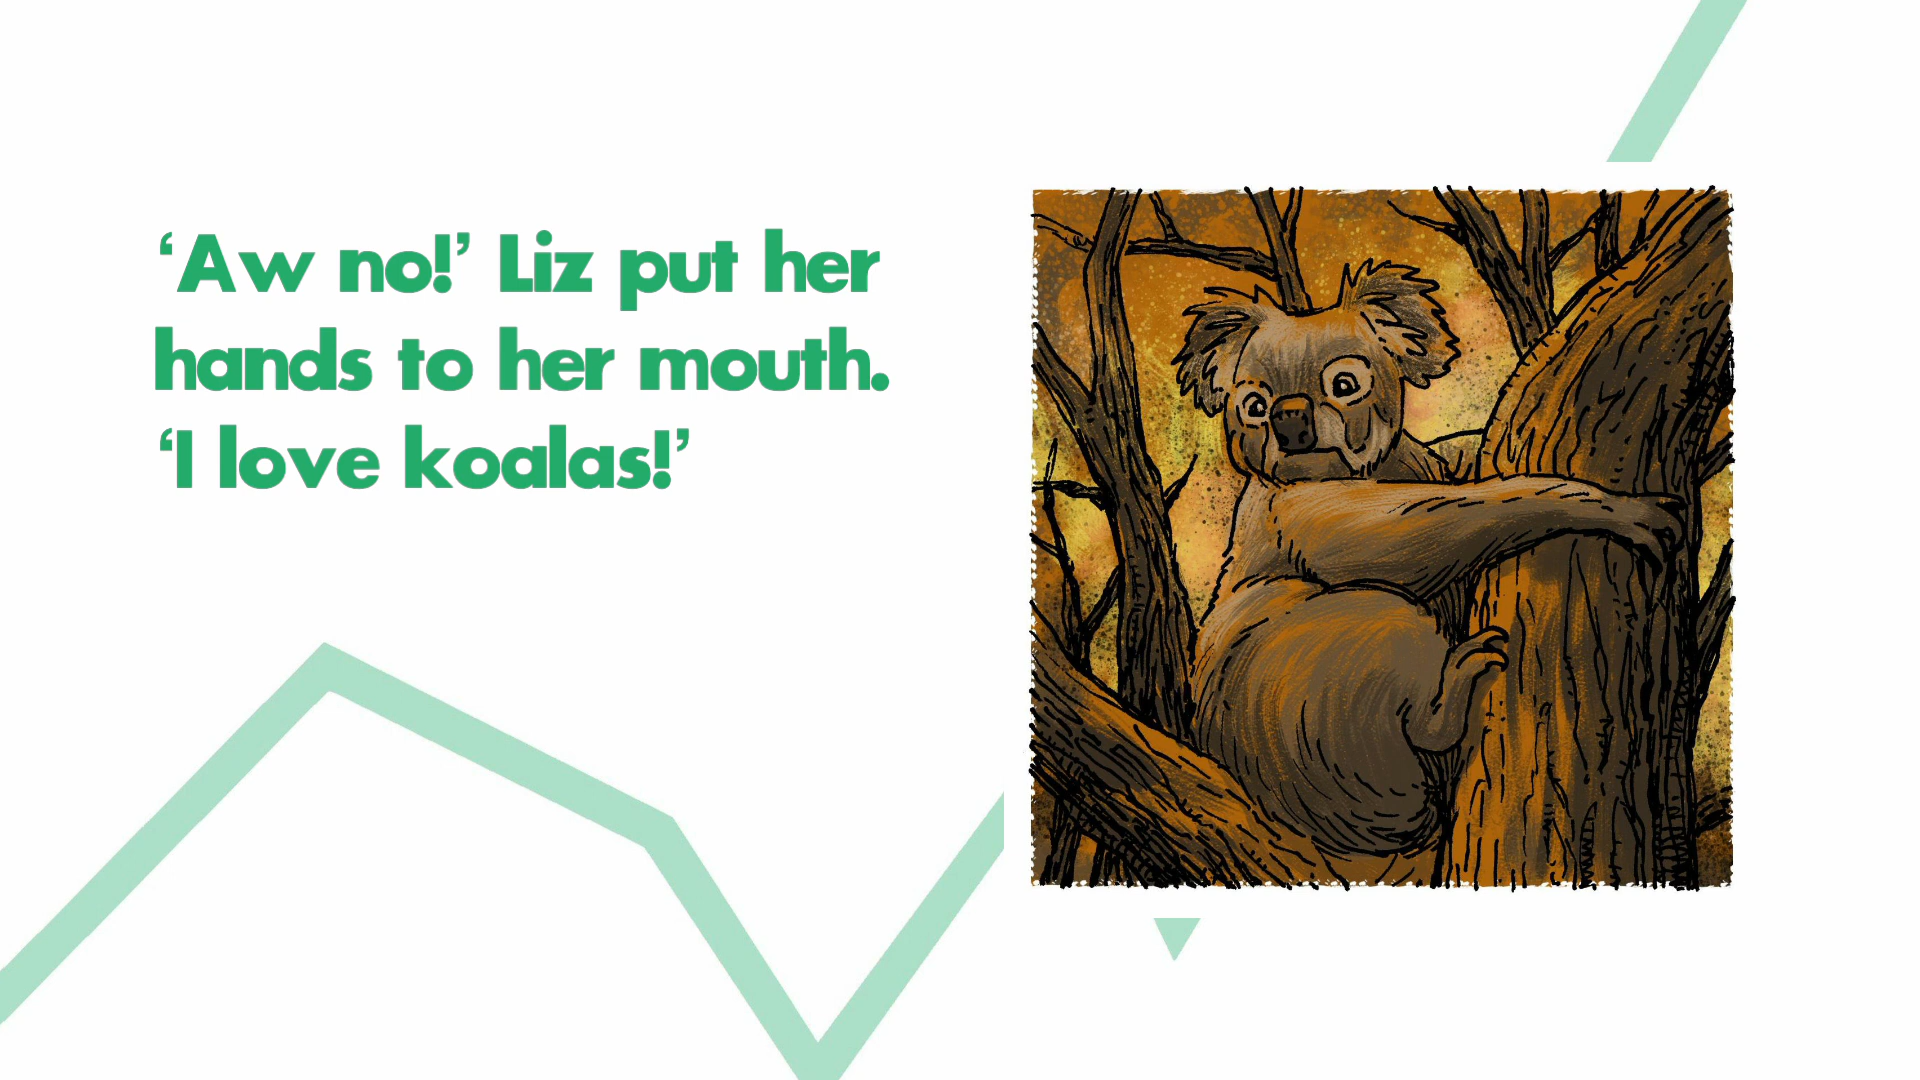 ‘Aw no!’ Liz put her
hands to her mouth.
‘I love koalas!’